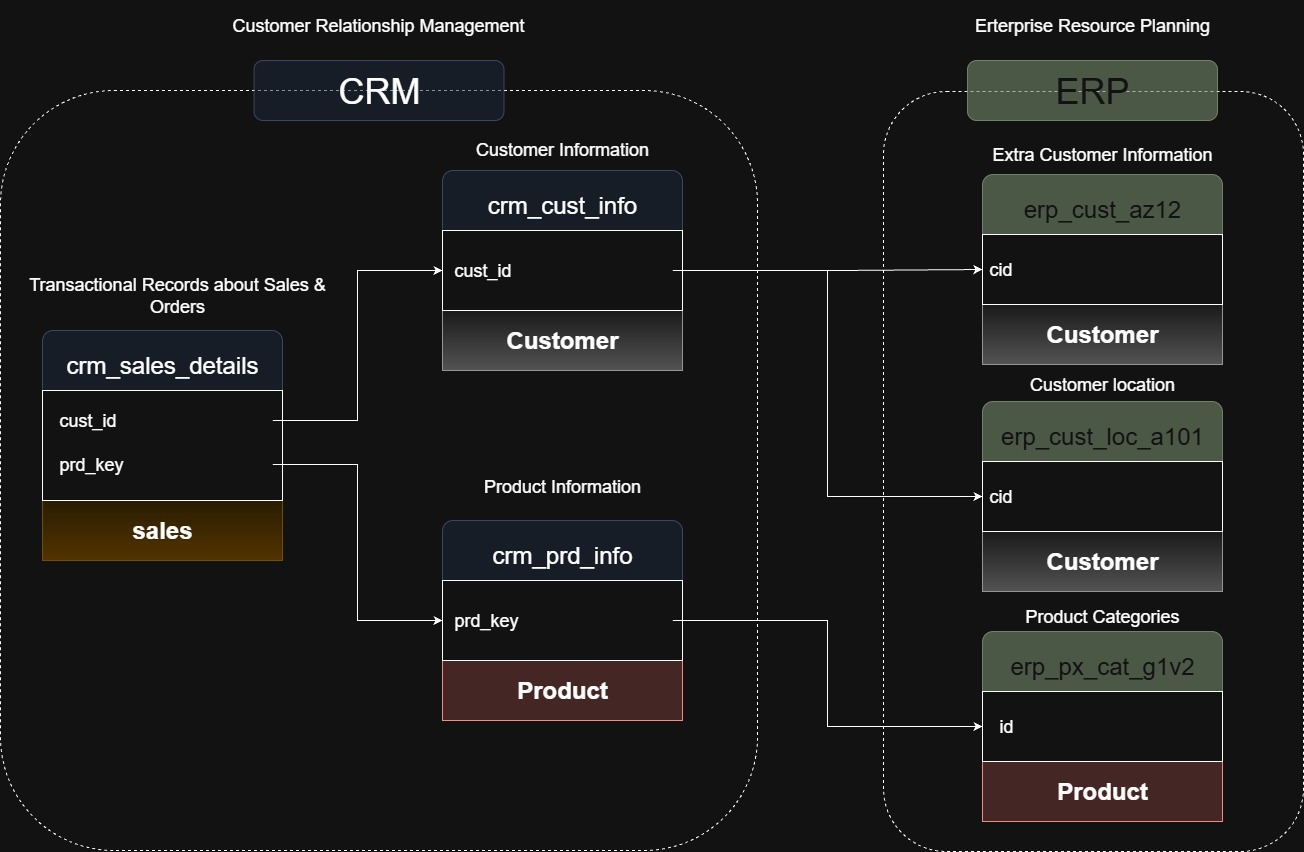 Customer Relationship Management
CRM
Customer Information
crm_cust_info
cust_id
Customer
Transactional Records about Sales &
Orders
crm_sales_details
cust_id
prd_key
sales
Product Information
crm_prd_info
prd_key
Product
Erterprise Resource Planning
ERP
Extra Customer Information
erp_cust_az12
cid
Customer
Customer location
erp_cust_loc_a101
cid
Customer
Product Categories
erp_px_cat_g1v2
id
Product